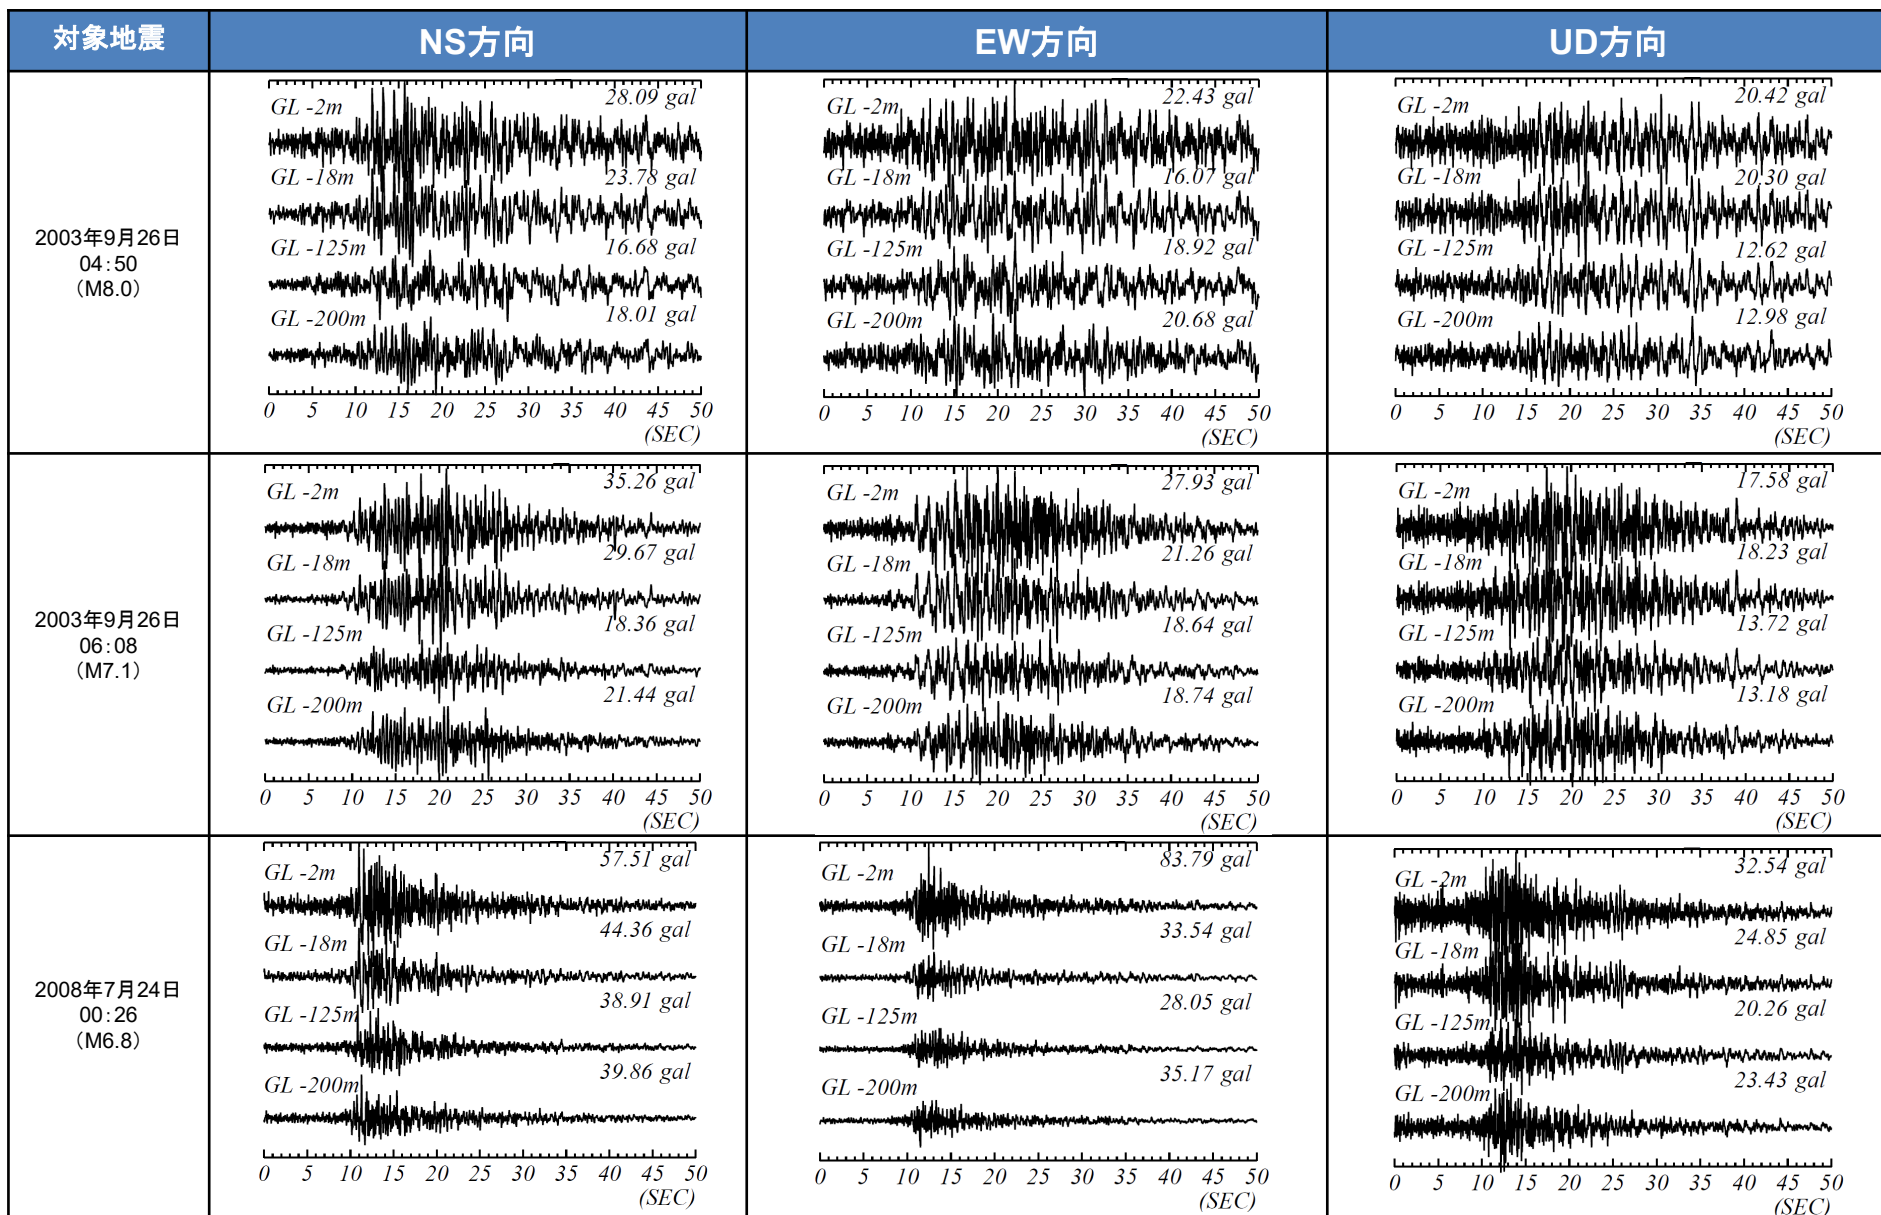 対象地震
NS方向
EW方向
UD方向
2003年9月26日
04:50
（M8.0）
GL -2m
28.09 gal
GL -18m
23.78 gal
GL -125m
16.68 gal
GL -200m
18.01 gal
0 5 10 15 20 25 30 35 40 45 50
(SEC)
GL -2m
22.43 gal
GL -18m
16.07 gal
GL -125m
18.92 gal
GL -200m
20.68 gal
0 5 10 15 20 25 30 35 40 45 50
(SEC)
GL -2m
20.42 gal
GL -18m
20.30 gal
GL -125m
12.62 gal
GL -200m
12.98 gal
0 5 10 15 20 25 30 35 40 45 50
(SEC)
2003年9月26日
06:08
（M7.1）
GL -2m
35.26 gal
GL -18m
29.67 gal
GL -125m
18.36 gal
GL -200m
21.44 gal
0 5 10 15 20 25 30 35 40 45 50
(SEC)
GL -2m
27.93 gal
GL -18m
21.26 gal
GL -125m
18.64 gal
GL -200m
18.74 gal
0 5 10 15 20 25 30 35 40 45 50
(SEC)
GL -2m
17.58 gal
GL -18m
18.23 gal
GL -125m
13.72 gal
GL -200m
13.18 gal
0 5 10 15 20 25 30 35 40 45 50
(SEC)
2008年7月24日
00:26
（M6.8）
GL -2m
57.51 gal
GL -18m
44.36 gal
GL -125m
38.91 gal
GL -200m
39.86 gal
0 5 10 15 20 25 30 35 40 45 50
(SEC)
GL -2m
83.79 gal
GL -18m
33.54 gal
GL -125m
28.05 gal
GL -200m
35.17 gal
0 5 10 15 20 25 30 35 40 45 50
(SEC)
GL -2m
32.54 gal
GL -18m
24.85 gal
GL -125m
20.26 gal
GL -200m
23.43 gal
0 5 10 15 20 25 30 35 40 45 50
(SEC)